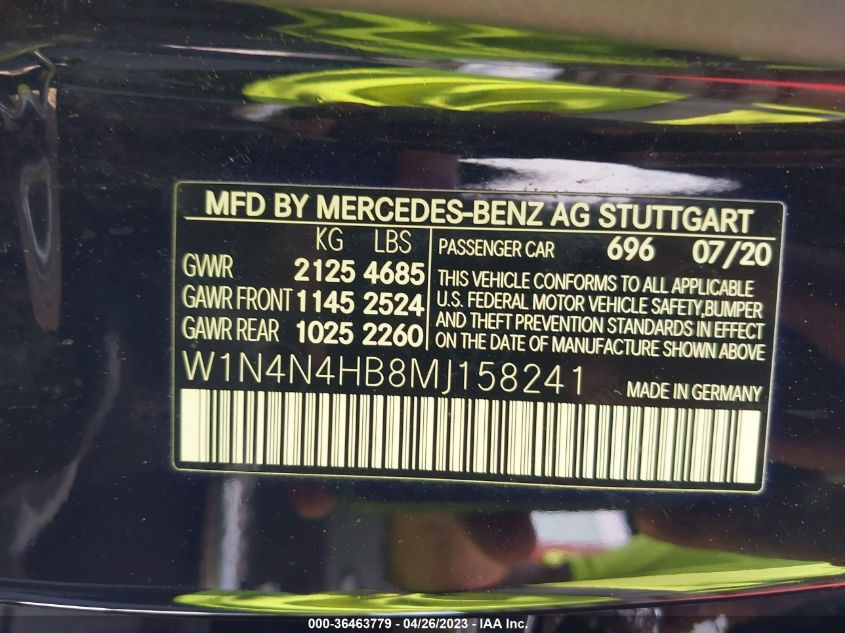 MFD BY MERCEDES-BENZ AG STUTTGART
KG LBS
GVWR 2125 4685
GAWR FRONT 1145 2524
GAWR REAR 1025 2260
PASSENGER CAR 696 07/20
THIS VEHICLE CONFORMS TO ALL APPLICABLE
U.S. FEDERAL MOTOR VEHICLE SAFETY,BUMPER
AND THEFT PREVENTION STANDARDS IN EFFECT
ON THE DATE OF MANUFACTURE SHOWN ABOVE
W1N4N4HB8MJ158241
MADE IN GERMANY
000-36463779 - 04/26/2023 - IAA Inc.